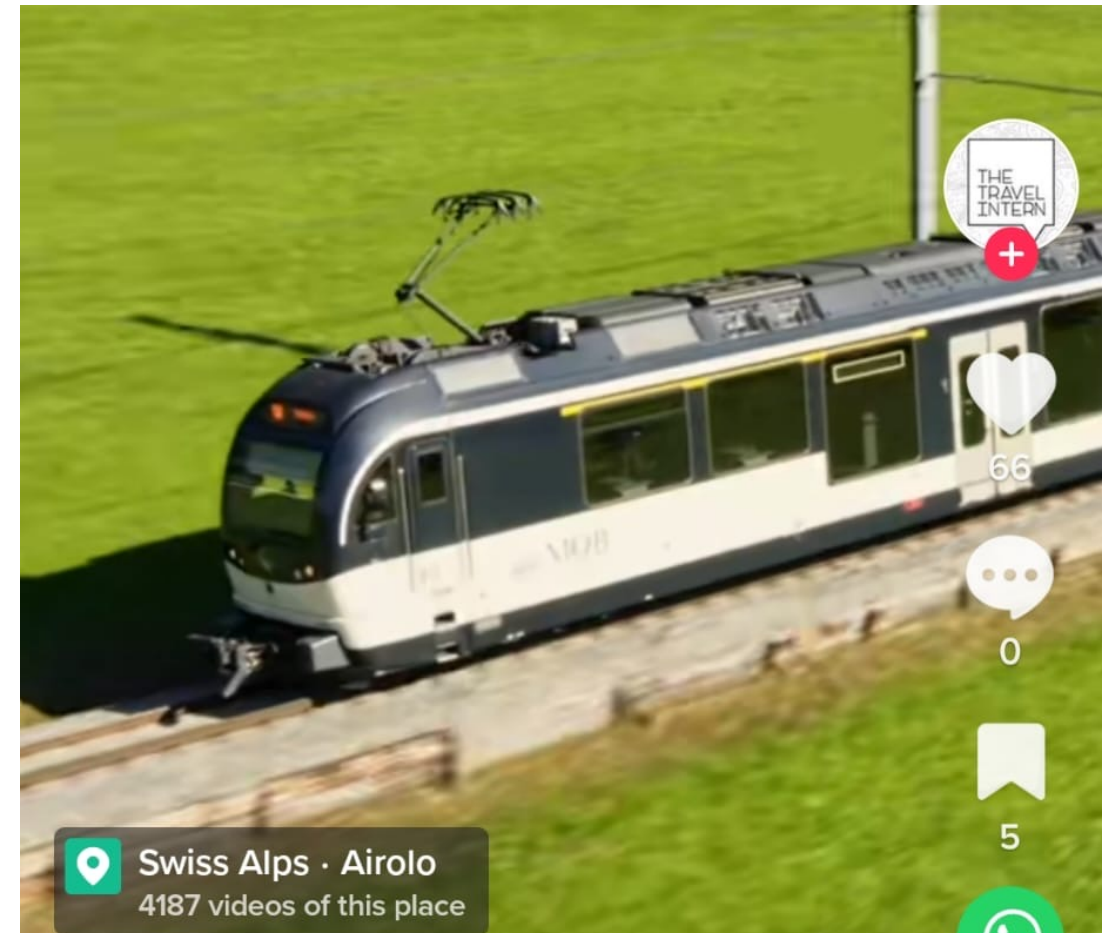 THE
TRAVEL
INTERN
66
MOB
0
5
Swiss Alps · Airolo
4187 videos of this place